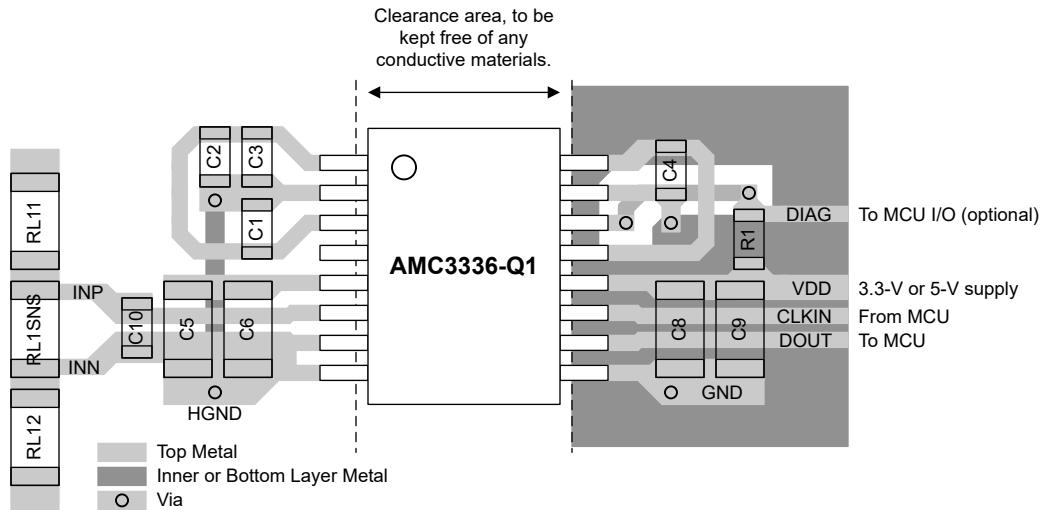 Clearance area, to be
kept free of any
conductive materials.
C2
C3
C1
C4
RL11
RL1SNS
RL12
INP
INN
C10
C5
C6
HGND
AMC3336-Q1
R1
C8
C9
GND
DIAG
To MCU I/O (optional)
VDD
3.3-V or 5-V supply
CLKIN
From MCU
DOUT
To MCU
Top Metal
Inner or Bottom Layer Metal
Via